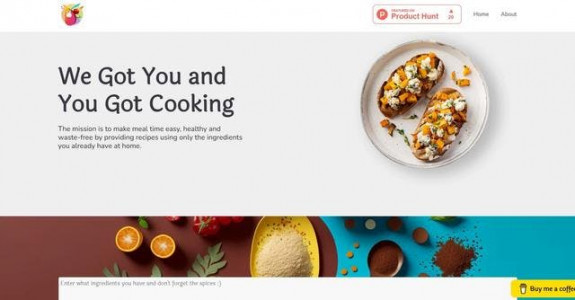 FEATURED ON
Product Hunt
28
Home
About
We Got You and
You Got Cooking
The mission is to make meal time easy, healthy and
waste-free by providing recipes using only the ingredients
you already have at home.
Enter what ingredients you have and don't forget the spices :)
Buy me a coffee